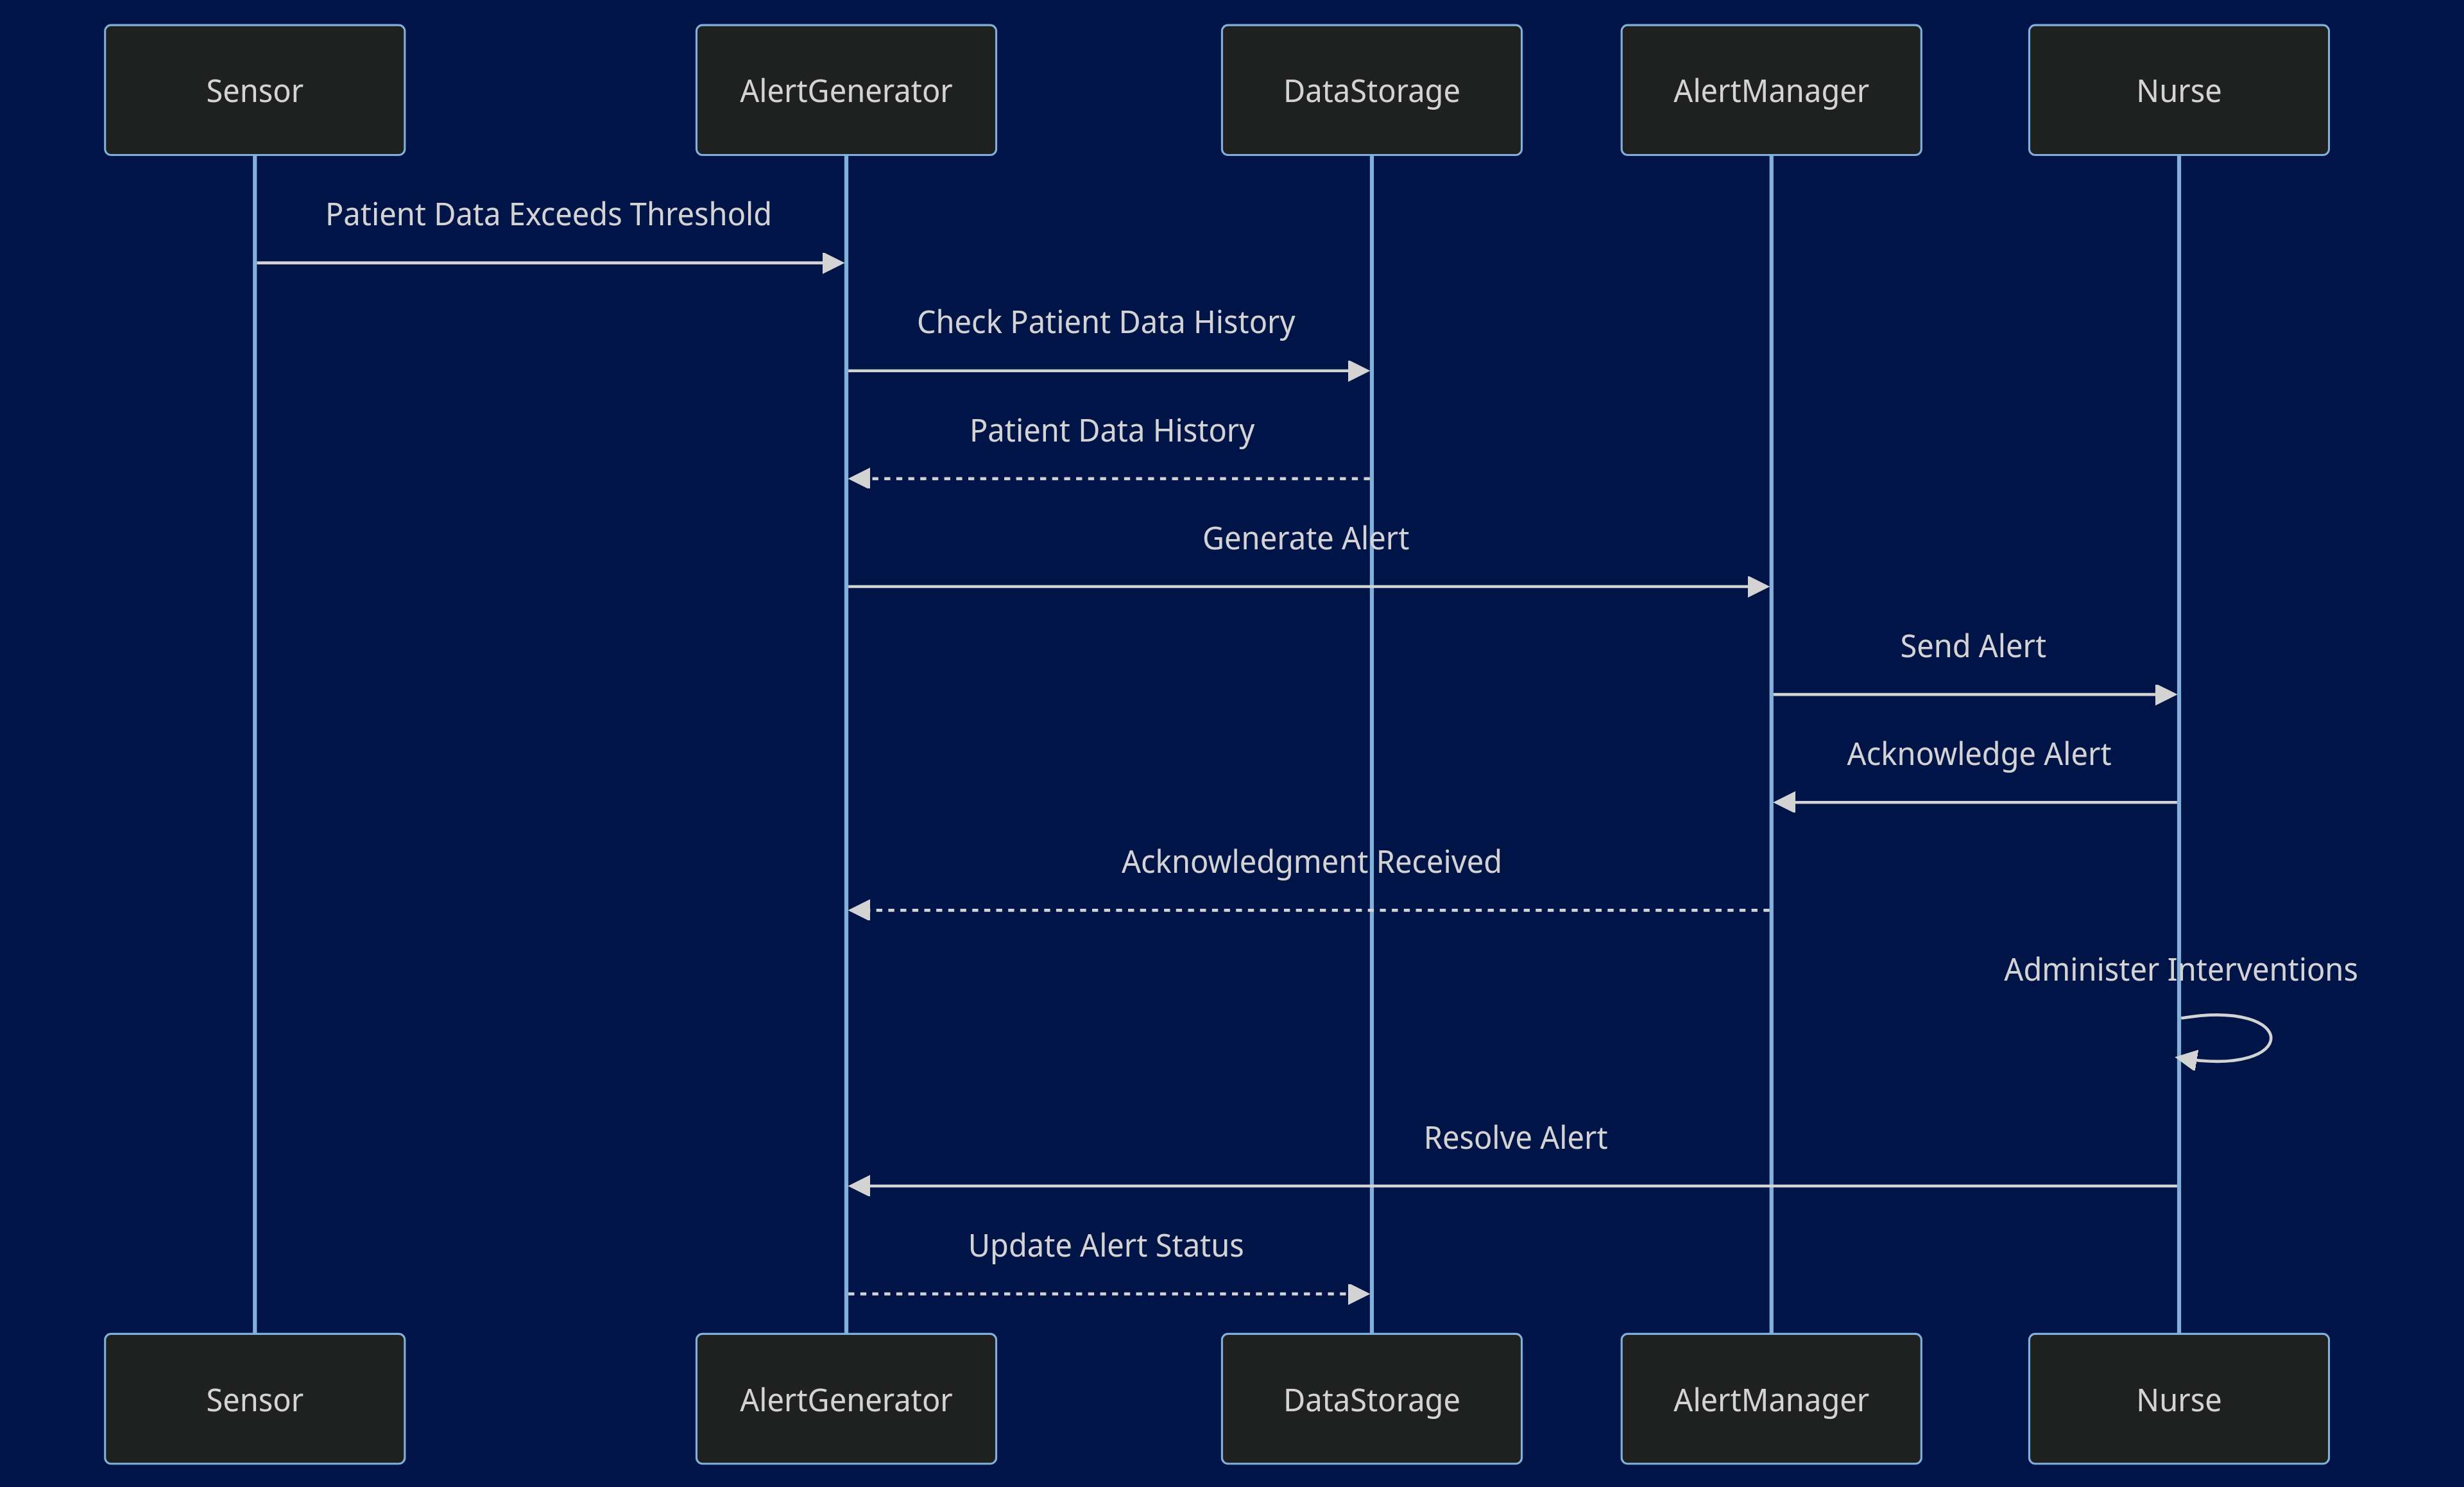 Sensor
AlertGenerator
DataStorage
AlertManager
Nurse
Patient Data Exceeds Threshold
Check Patient Data History
Patient Data History
Generate Alert
Send Alert
Acknowledge Alert
Acknowledgment Received
Administer Interventions
Resolve Alert
Update Alert Status
Sensor
AlertGenerator
DataStorage
AlertManager
Nurse